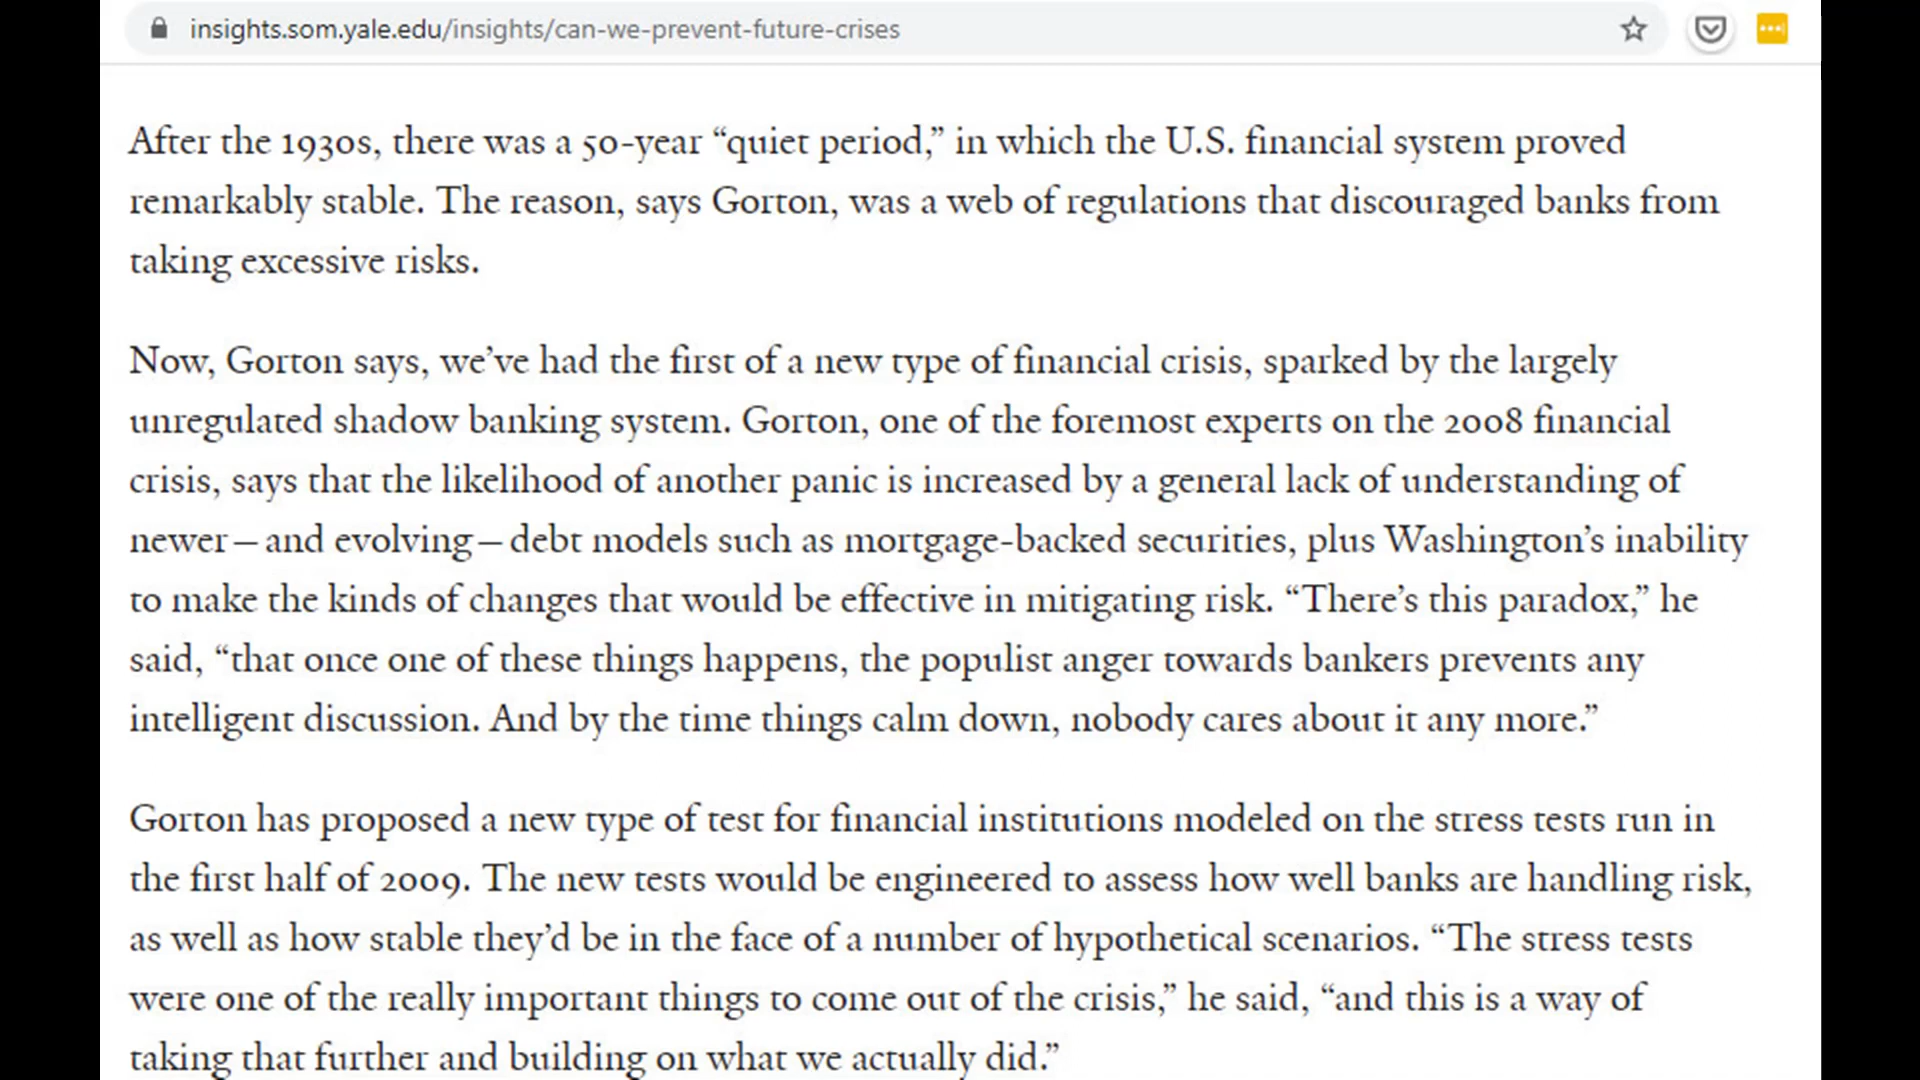 insights.som.yale.edu/insights/can-we-prevent-future-crises
After the 1930s, there was a 50-year “quiet period,” in which the U.S. financial system proved
remarkably stable. The reason, says Gorton, was a web of regulations that discouraged banks from
taking excessive risks.
Now, Gorton says, we’ve had the first of a new type of financial crisis, sparked by the largely
unregulated shadow banking system. Gorton, one of the foremost experts on the 2008 financial
crisis, says that the likelihood of another panic is increased by a general lack of understanding of
newer—and evolving—debt models such as mortgage-backed securities, plus Washington’s inability
to make the kinds of changes that would be effective in mitigating risk. “There’s this paradox,” he
said, “that once one of these things happens, the populist anger towards bankers prevents any
intelligent discussion. And by the time things calm down, nobody cares about it any more.”
Gorton has proposed a new type of test for financial institutions modeled on the stress tests run in
the first half of 2009. The new tests would be engineered to assess how well banks are handling risk,
as well as how stable they’d be in the face of a number of hypothetical scenarios. “The stress tests
were one of the really important things to come out of the crisis,” he said, “and this is a way of
taking that further and building on what we actually did.”